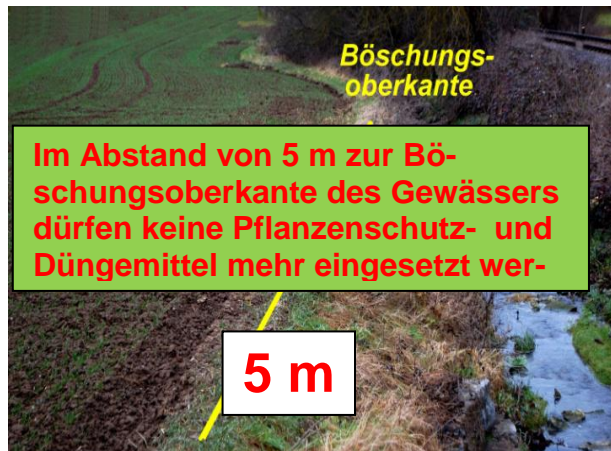 Böschungs-
oberkante
Im Abstand von 5 m zur Bö-
schungsoberkante des Gewässers
dürfen keine Pflanzenschutz- und
Düngemittel mehr eingesetzt wer-
5 m